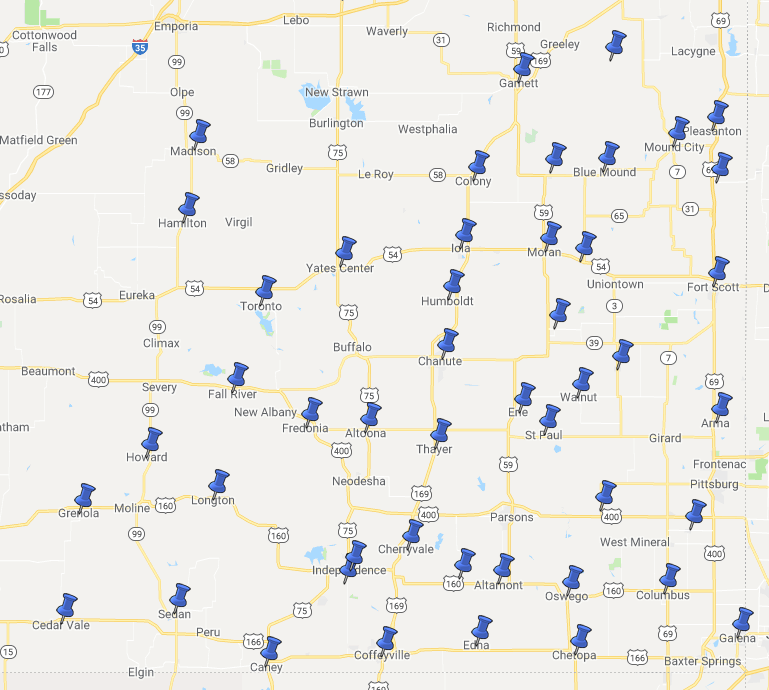 Emporia
Lebo
Waverly
Richmond
69
Cottonwood
Falls
31
59
Greeley
Lacygne
35
99
169
Garnett
177
Olpe
New Strawn
99
Burlington
Westphalia
Pleasanton
Matfield Green
Madison
75
Mound City
58
Gridley
Le Roy
58
Colony
Blue Mound
7
69
ssoday
31
Hamilton
Virgil
59
65
Iola
Moran
54
Yates Center
54
Uniontown
Fort Scott
Rosalia
54
Eureka
54
Toronto
Humboldt
3
75
99
Climax
Buffalo
Chanute
39
7
Beaumont
400
Severy
Fall River
75
Walnut
69
99
New Albany
Erie
Arma
atham
Fredonia
Altoona
St Paul
Girard
Howard
400
Thayer
59
Frontenac
Neodesha
Pittsburg
Longton
169
Grenola
Moline
160
400
Parsons
400
99
75
160
Cherryvale
West Mineral
400
Independence
160
Altamont
Oswego
160
Columbus
75
169
Cedar Vale
Sedan
Peru
166
69
Galena
15
Edna
Elgin
Caney
Coffeyville
Chetopa
166
Baxter Springs
169